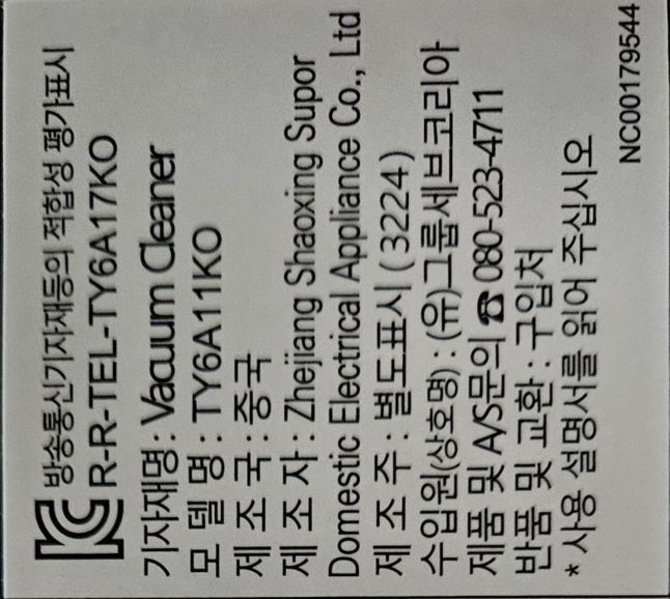 방송통신기자재등의 적합성 평가표시
R-R-TEL-TY6A17KO
기자재명 : Vacuum Cleaner
모 델 명 : TY6A11KO
제 조 국 : 중국
제 조 자 : Zhejiang Shaoxing Supor
Domestic Electrical Appliance Co., Ltd
제 조 주 : 별도표시 ( 3224 )
수입원(상호명) : (유)그룹세브코리아
제품 및 A/S문의 ☎ 080-523-4711
반품 및 교환 : 구입처
* 사용 설명서를 읽어 주십시오
NC00179544